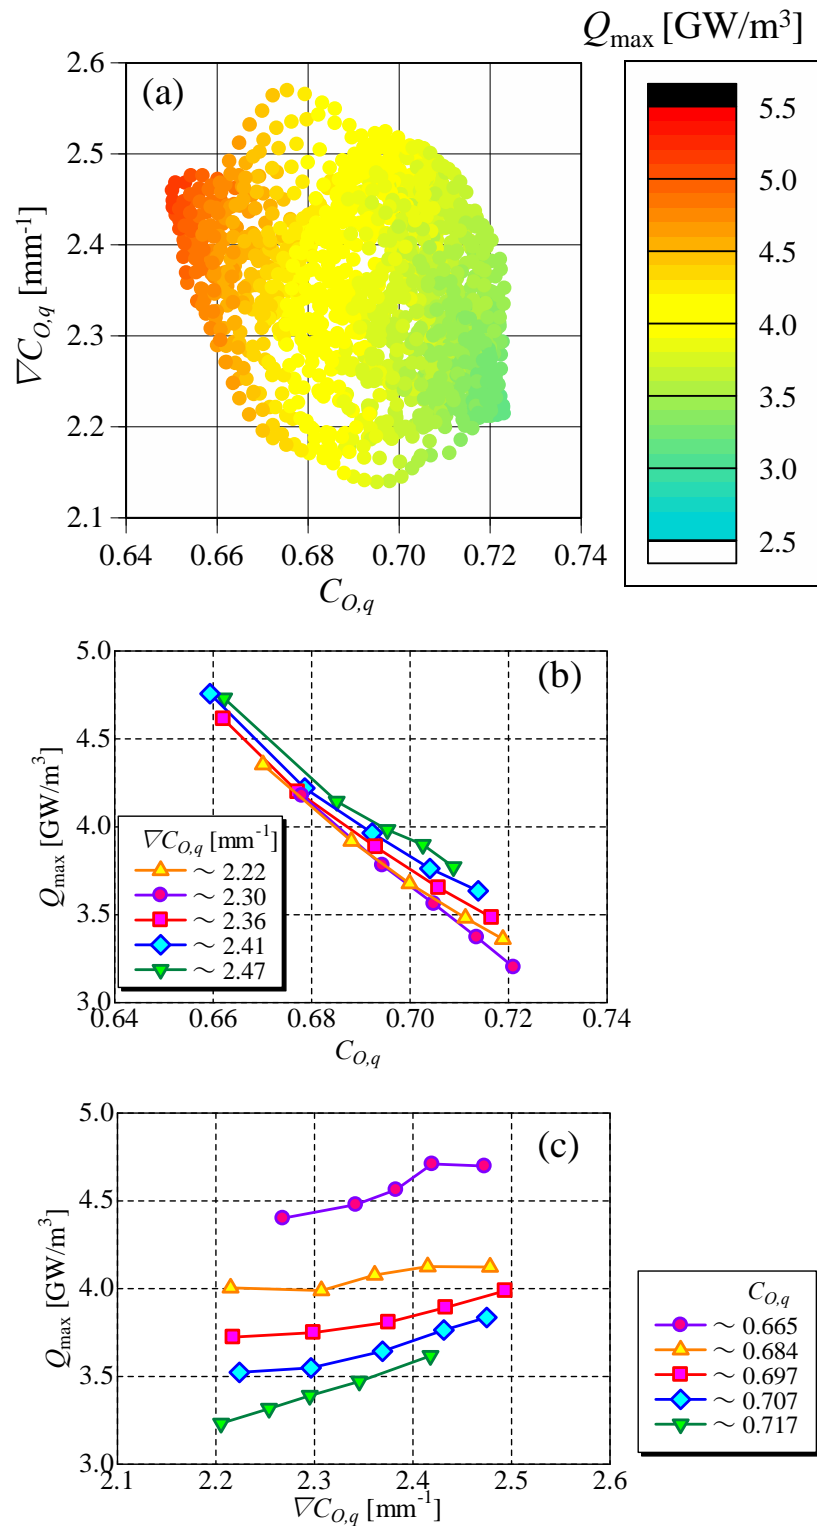 Q_max [GW/m³]
(a)
2.6
2.5
2.4
2.3
2.2
2.1
∇C_O,q [mm⁻¹]
0.64 0.66 0.68 0.70 0.72 0.74
C_O,q
5.5
5.0
4.5
4.0
3.5
3.0
2.5
(b)
5.0
4.5
4.0
3.5
3.0
Q_max [GW/m³]
∇C_O,q [mm⁻¹]
~ 2.22
~ 2.30
~ 2.36
~ 2.41
~ 2.47
0.64 0.66 0.68 0.70 0.72 0.74
C_O,q
(c)
5.0
4.5
4.0
3.5
3.0
Q_max [GW/m³]
2.1 2.2 2.3 2.4 2.5 2.6
∇C_O,q [mm⁻¹]
C_O,q
~ 0.665
~ 0.684
~ 0.697
~ 0.707
~ 0.717